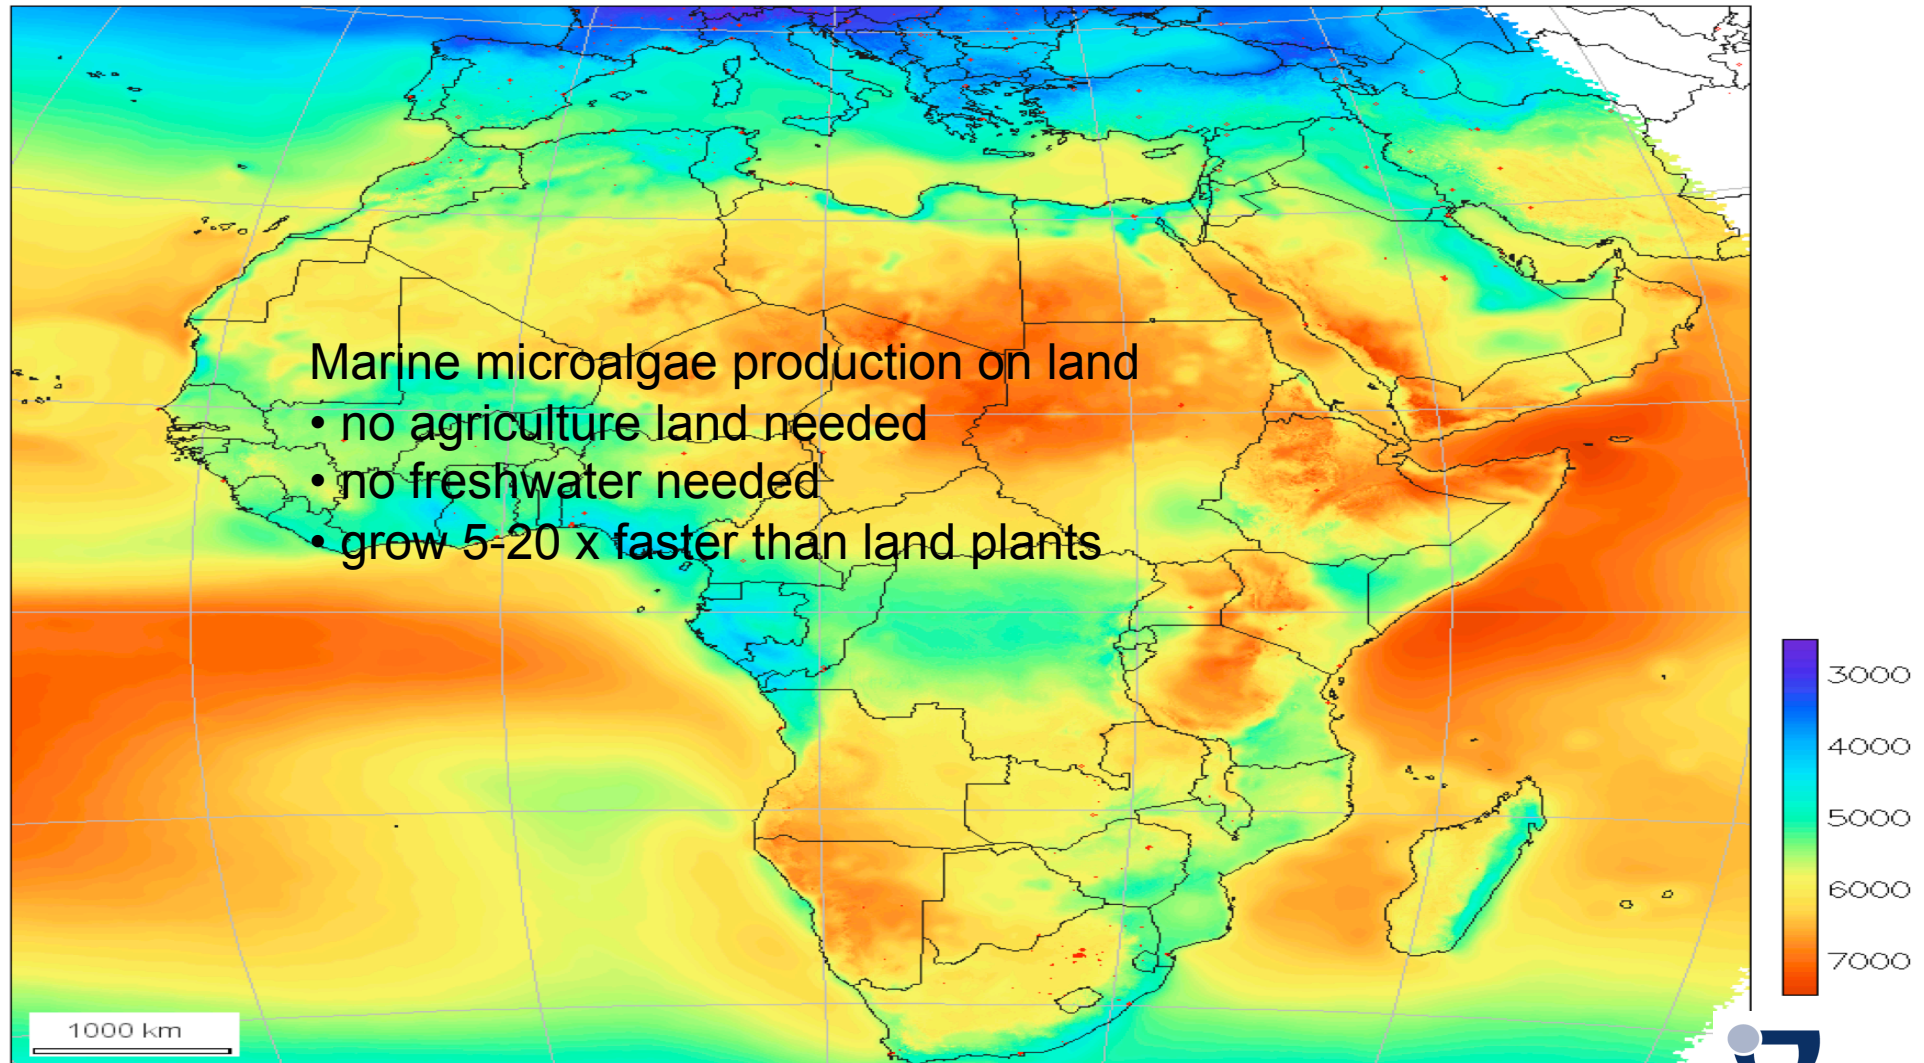 Marine microalgae production on land
• no agriculture land needed
• no freshwater needed
• grow 5-20 x faster than land plants
3000
4000
5000
6000
7000
1000 km